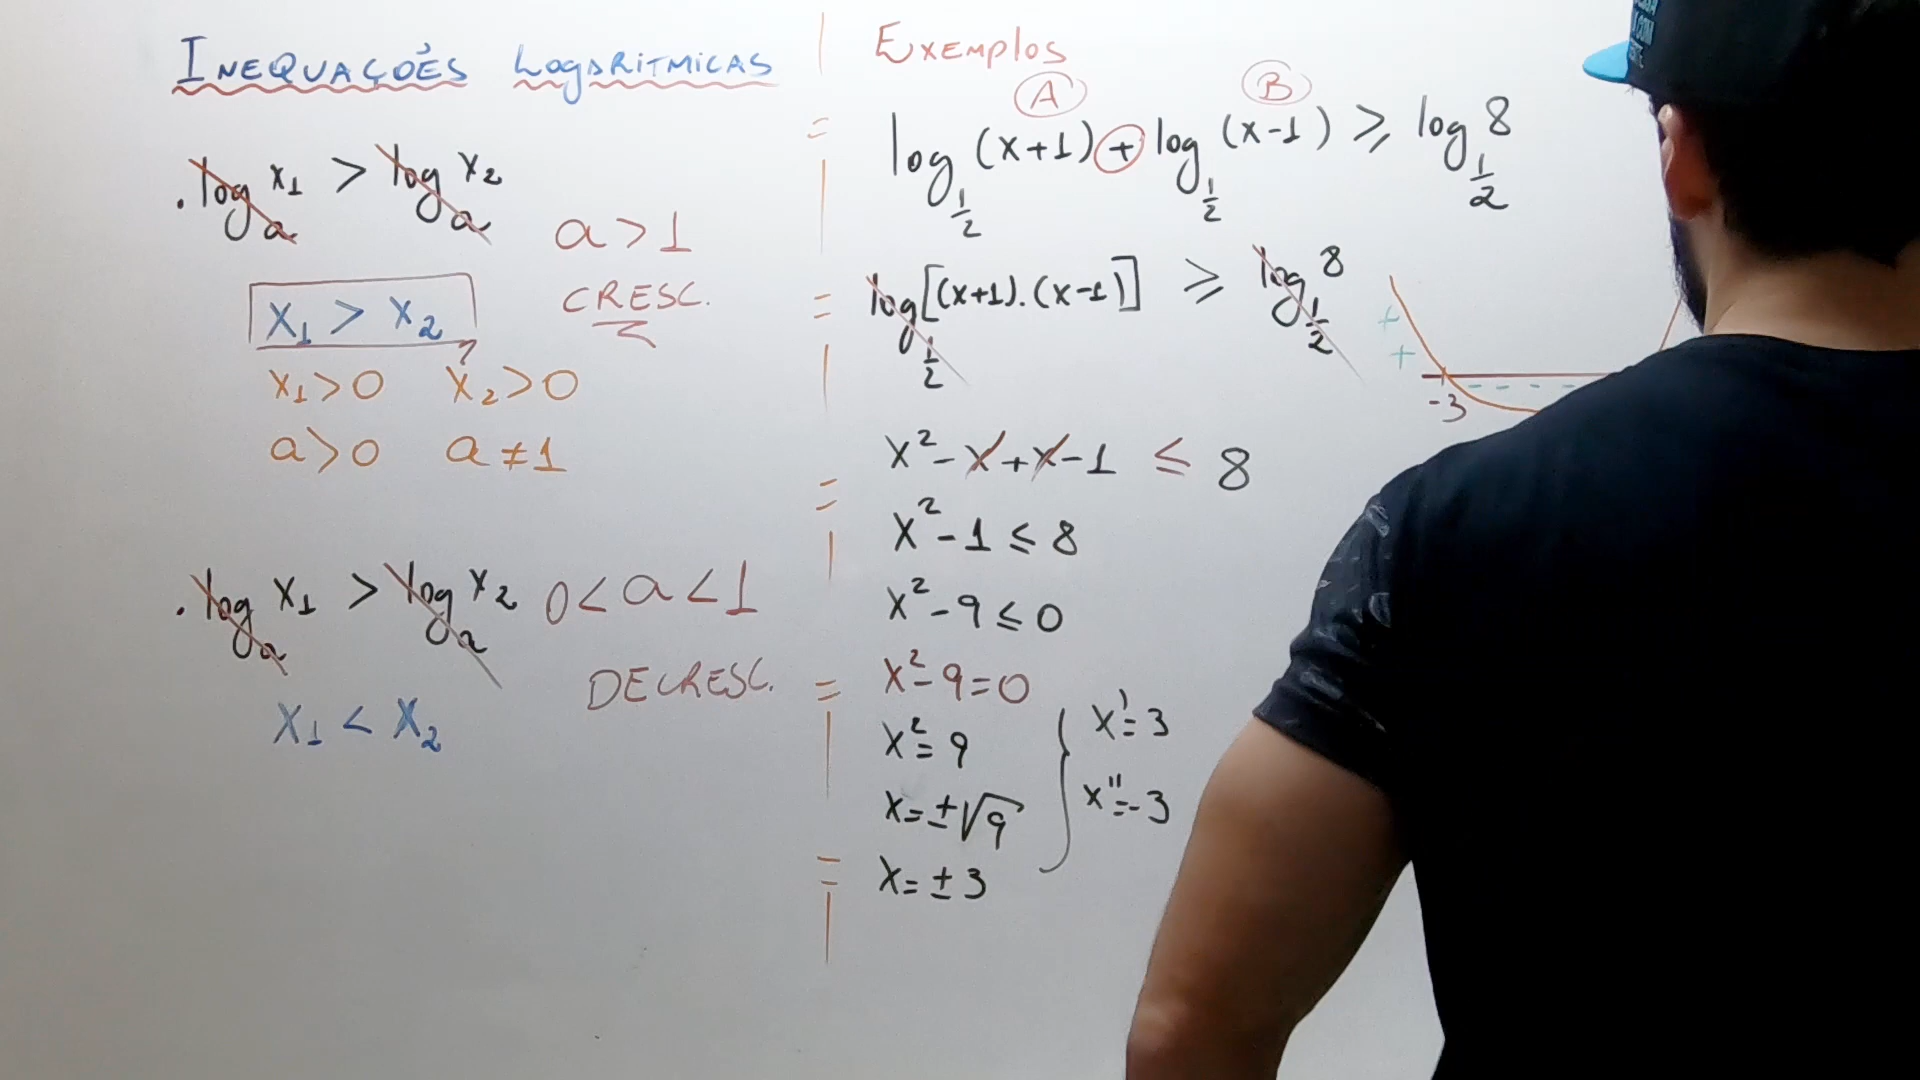 INEQUAÇÕES LOGARITMICAS
. log_a x₁ > log_a x₂
a > 1
CRESC.
x₁ > x₂
x₁ > 0 x₂ > 0
a > 0 a ≠ 1
. log_a x₁ > log_a x₂ 0 < a < 1
DECRESC.
x₁ < x₂
EXEMPLOS
A B
log_{1/2} (x+1) + log_{1/2} (x-1) ≥ log_{1/2} 8
log_{1/2} [(x+1).(x-1)] ≥ log_{1/2} 8
x² - x + x - 1 ≤ 8
x² - 1 ≤ 8
x² - 9 ≤ 0
x² - 9 = 0
x² = 9
x = ±√9
x = ± 3
x' = 3
x'' = -3
+
+
- - - -
-3